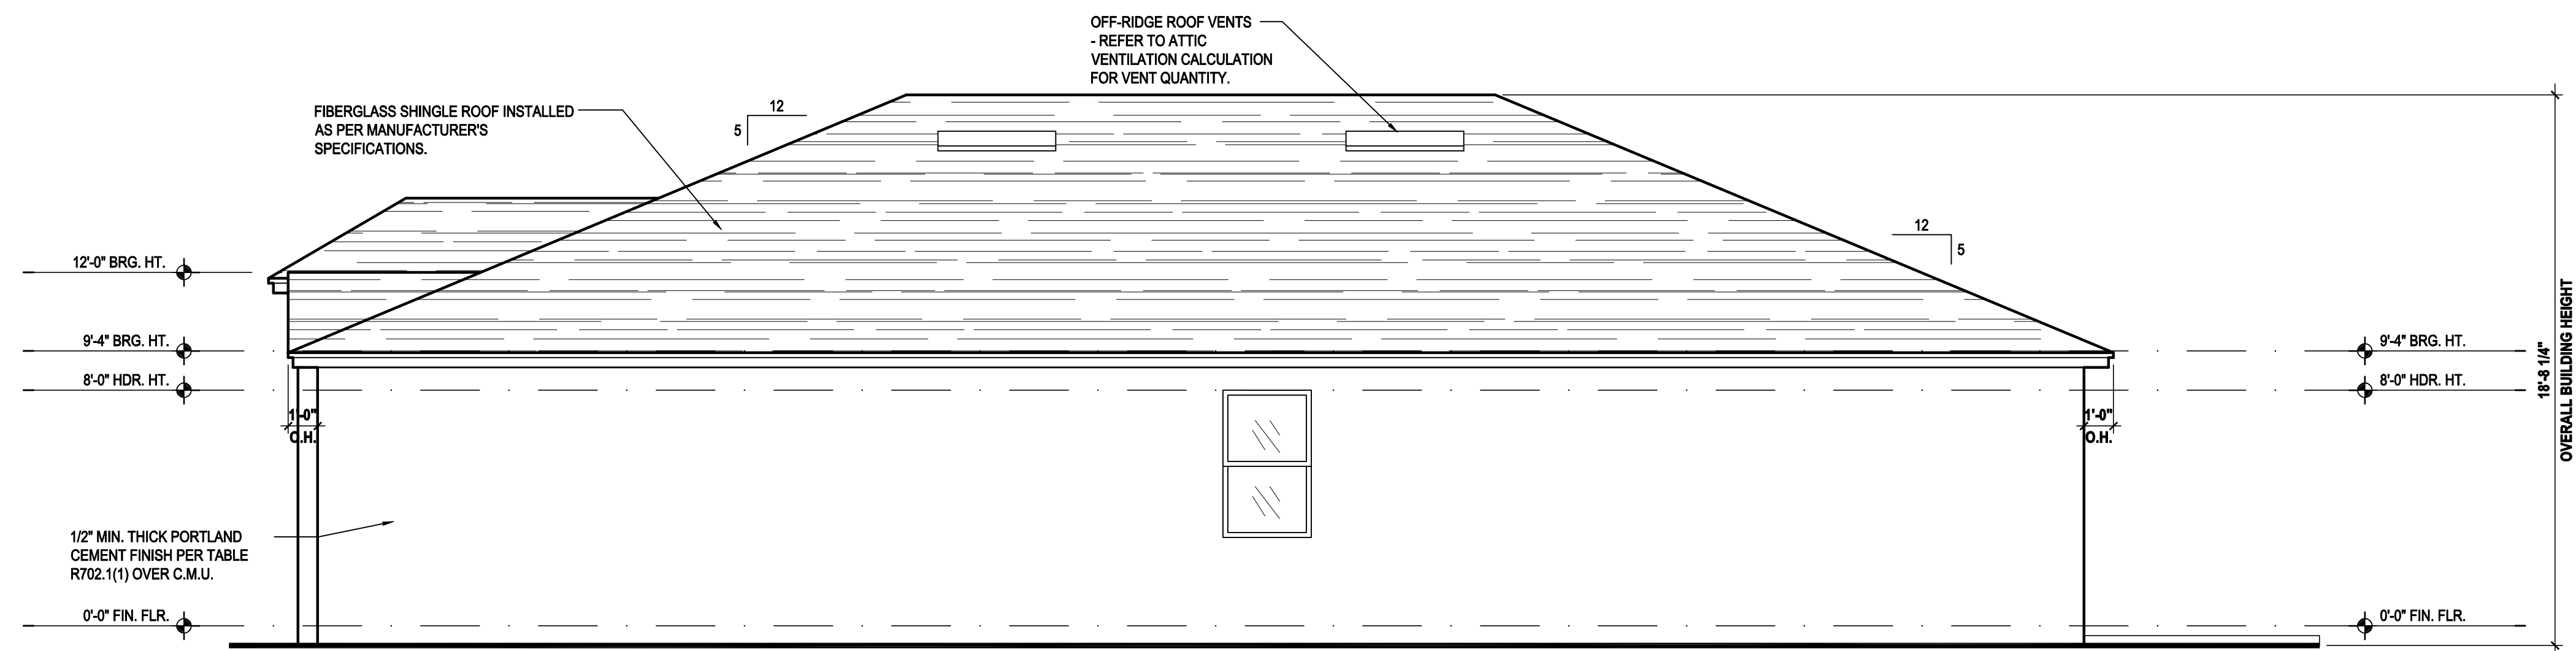 OFF-RIDGE ROOF VENTS
- REFER TO ATTIC
VENTILATION CALCULATION
FOR VENT QUANTITY.
FIBERGLASS SHINGLE ROOF INSTALLED
AS PER MANUFACTURER'S
SPECIFICATIONS.
12
5
12
5
12'-0" BRG. HT.
9'-4" BRG. HT.
8'-0" HDR. HT.
1'-0"
O.H.
9'-4" BRG. HT.
8'-0" HDR. HT.
1'-0"
O.H.
18'-8 1/4"
OVERALL BUILDING HEIGHT
1/2" MIN. THICK PORTLAND
CEMENT FINISH PER TABLE
R702.1(1) OVER C.M.U.
0'-0" FIN. FLR.
0'-0" FIN. FLR.